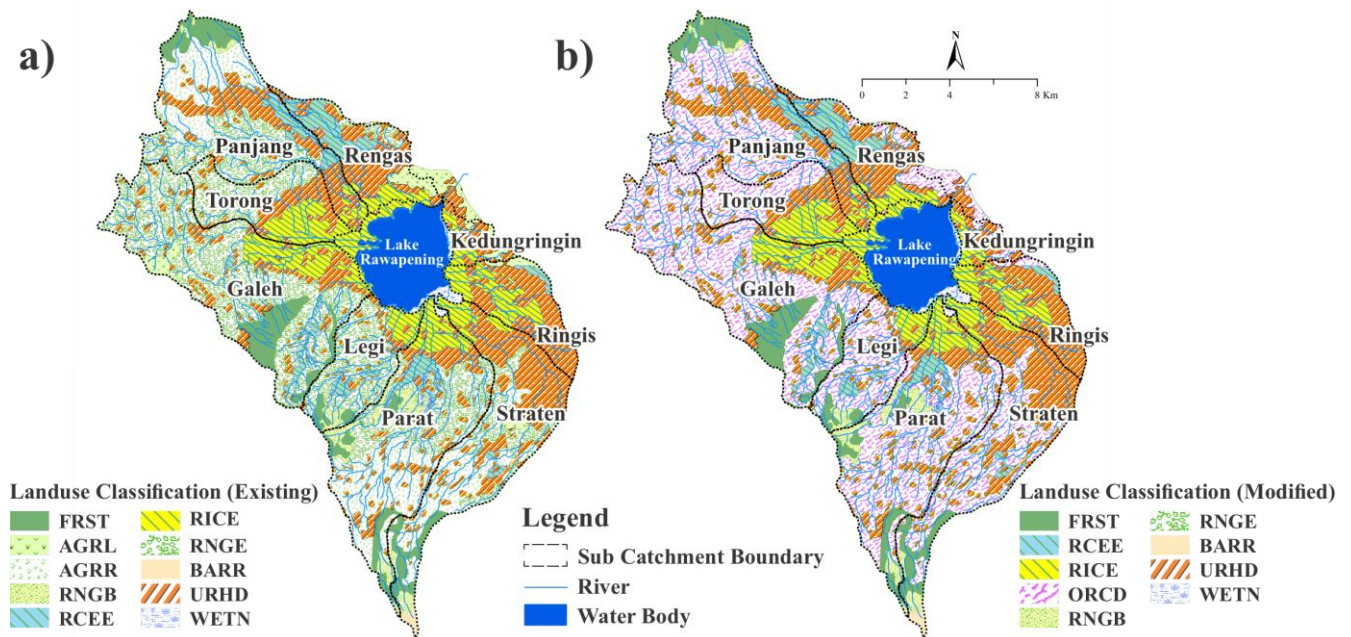 a)
Panjang
Rengas
Torong
Lake
Rawapening
Kedungringin
Galeh
Legi
Ringis
Parat
Straten
Landuse Classification (Existing)
FRST
AGRL
AGRR
RNGB
RCEE
RICE
RNGE
BARR
URHD
WETN
Legend
Sub Catchment Boundary
River
Water Body
b)
N
0 2 4 8 Km
Panjang
Rengas
Torong
Lake
Rawapening
Kedungringin
Galeh
Legi
Ringis
Parat
Straten
Landuse Classification (Modified)
FRST
RCEE
RICE
ORCD
RNGB
RNGE
BARR
URHD
WETN